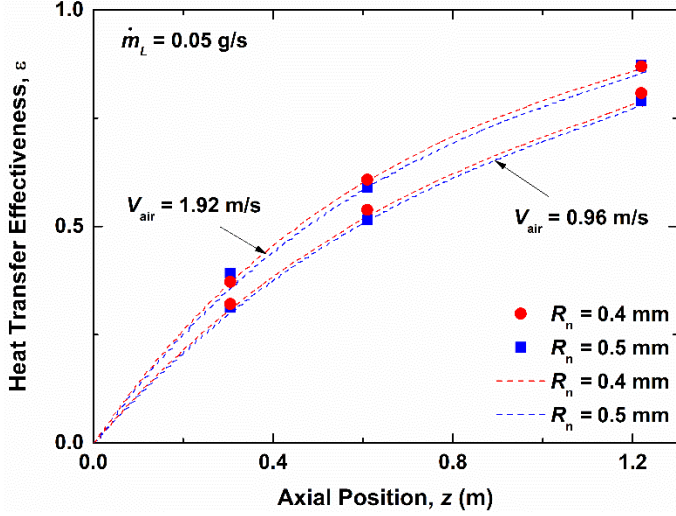 1.0
ṁL = 0.05 g/s
Heat Transfer Effectiveness, ε
Vair = 1.92 m/s
0.5
Vair = 0.96 m/s
Rn = 0.4 mm
Rn = 0.5 mm
Rn = 0.4 mm
Rn = 0.5 mm
0.0
0.0 0.4 0.8 1.2
Axial Position, z (m)